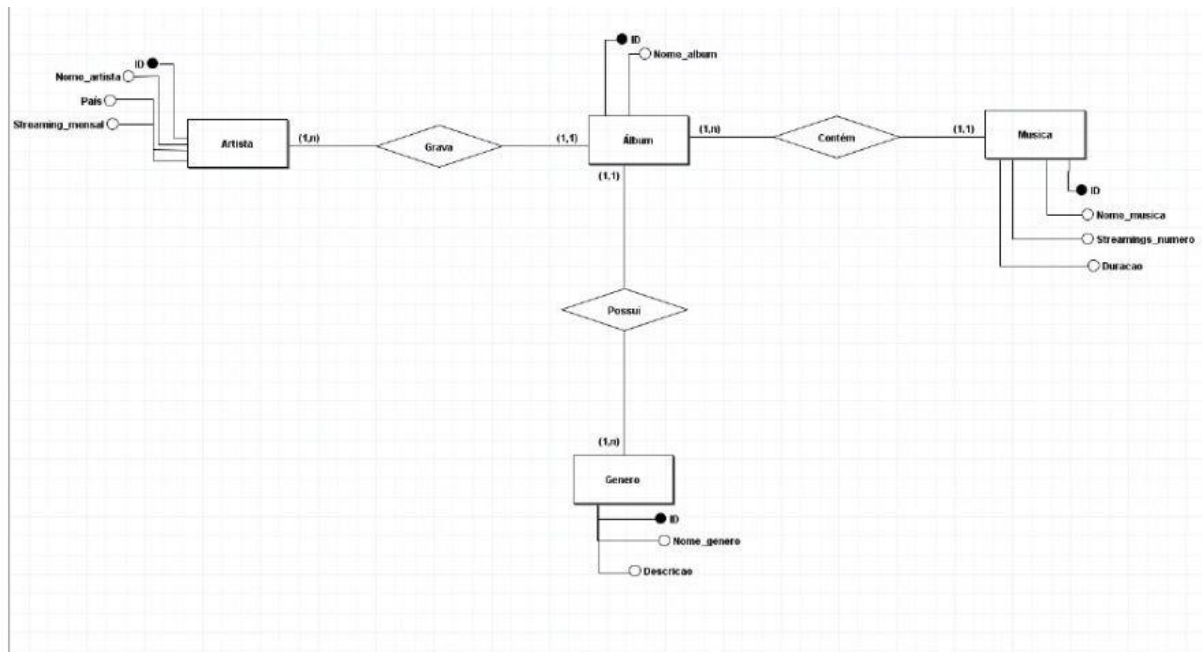 ID
Nome_artista
País
Streaming_mensal
Artista
(1,n)
Grava
(1,1)
ID
Nome_album
Álbum
(1,n)
Contém
(1,1)
Musica
ID
Nome_musica
Streamings_numero
Duracao
(1,1)
Possui
(1,n)
Genero
ID
Nome_genero
Descricao